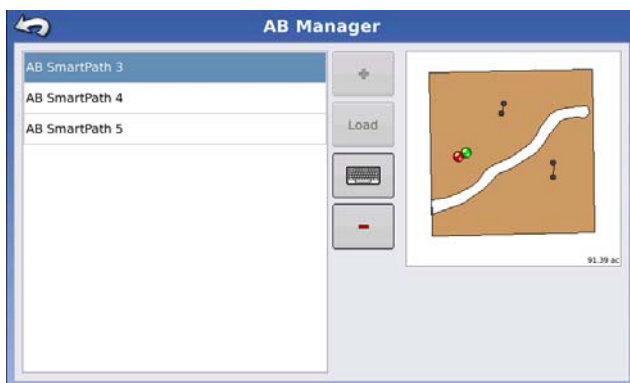 AB Manager
AB SmartPath 3
AB SmartPath 4
AB SmartPath 5
+
Load
-
91.39 ac